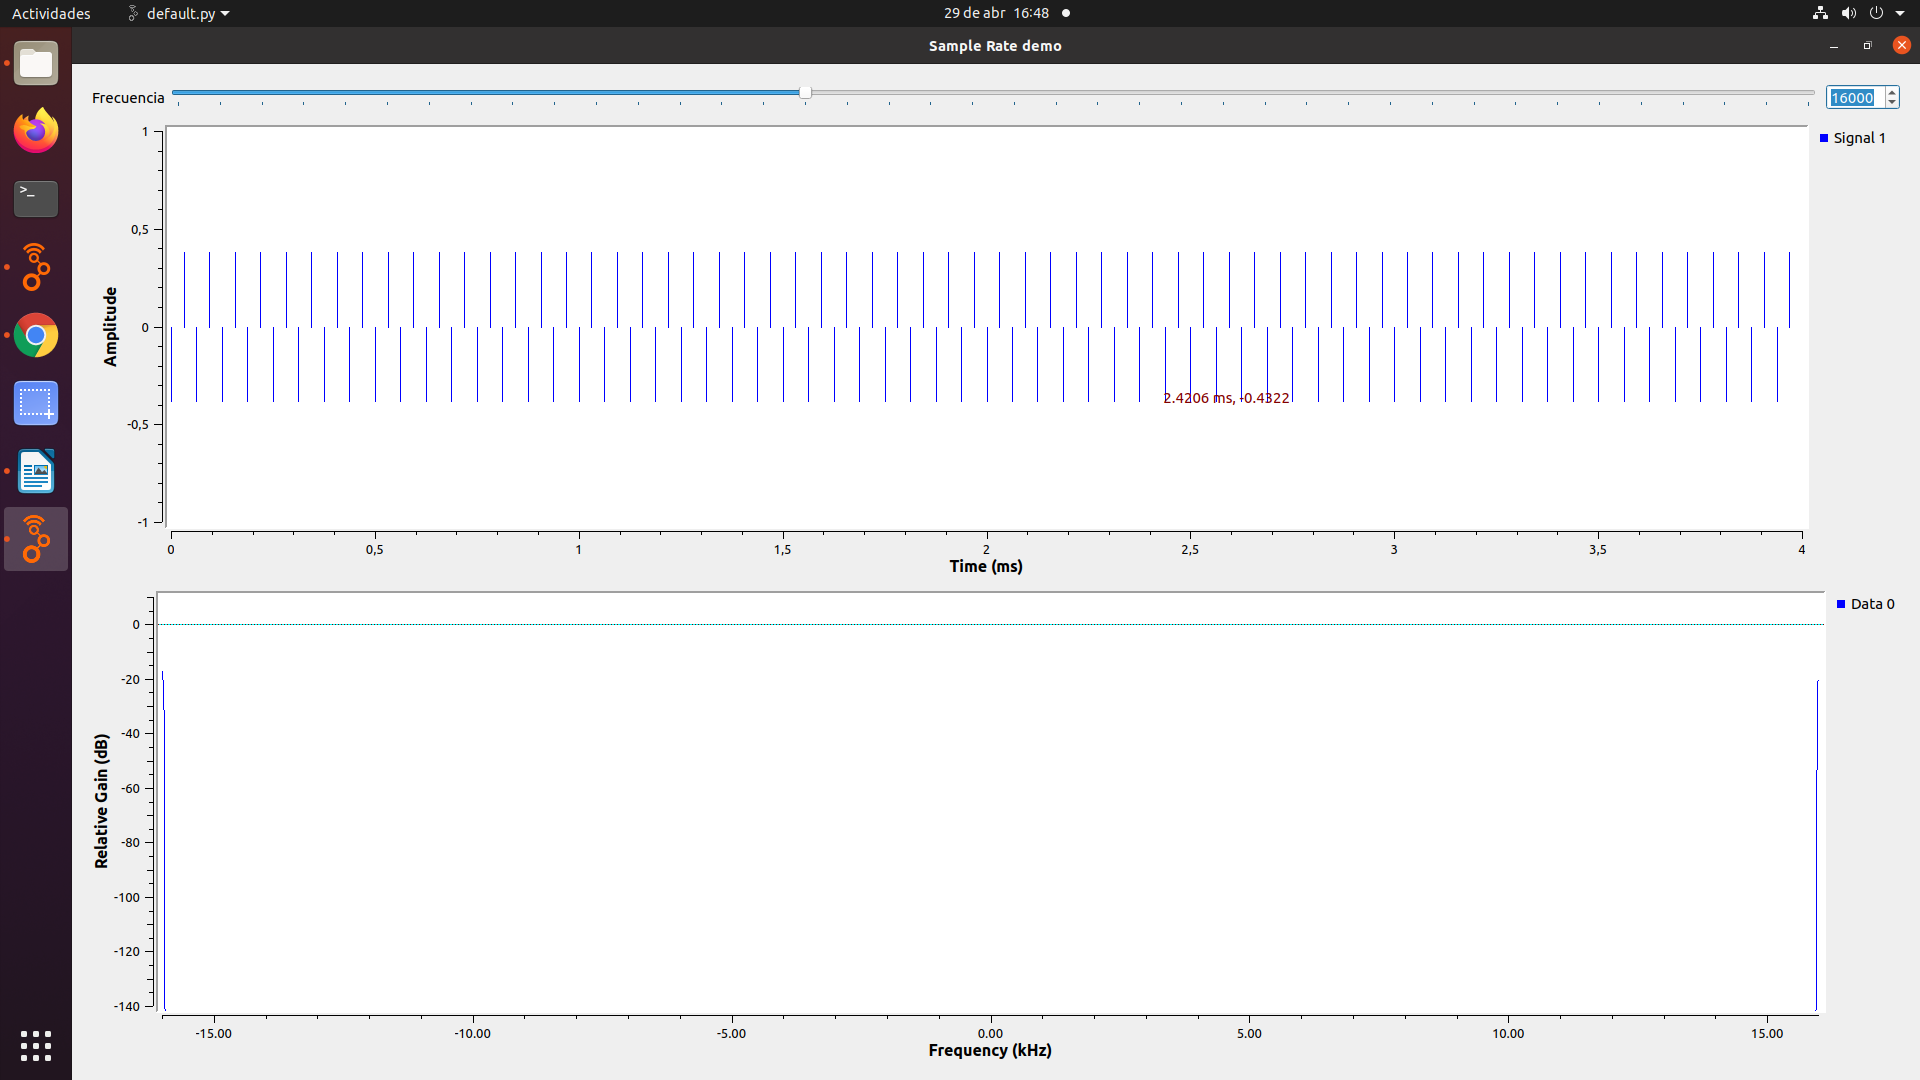 Actividades default.py 29 de abr 16:48
Sample Rate demo
Frecuencia 16000
Signal 1
1
0,5
0
-0,5
-1
Amplitude
2.4206 ms, -0.4322
0 0,5 1 1,5 2 2,5 3 3,5 4
Time (ms)
Data 0
0
-20
-40
-60
-80
-100
-120
-140
Relative Gain (dB)
-15.00 -10.00 -5.00 0.00 5.00 10.00 15.00
Frequency (kHz)